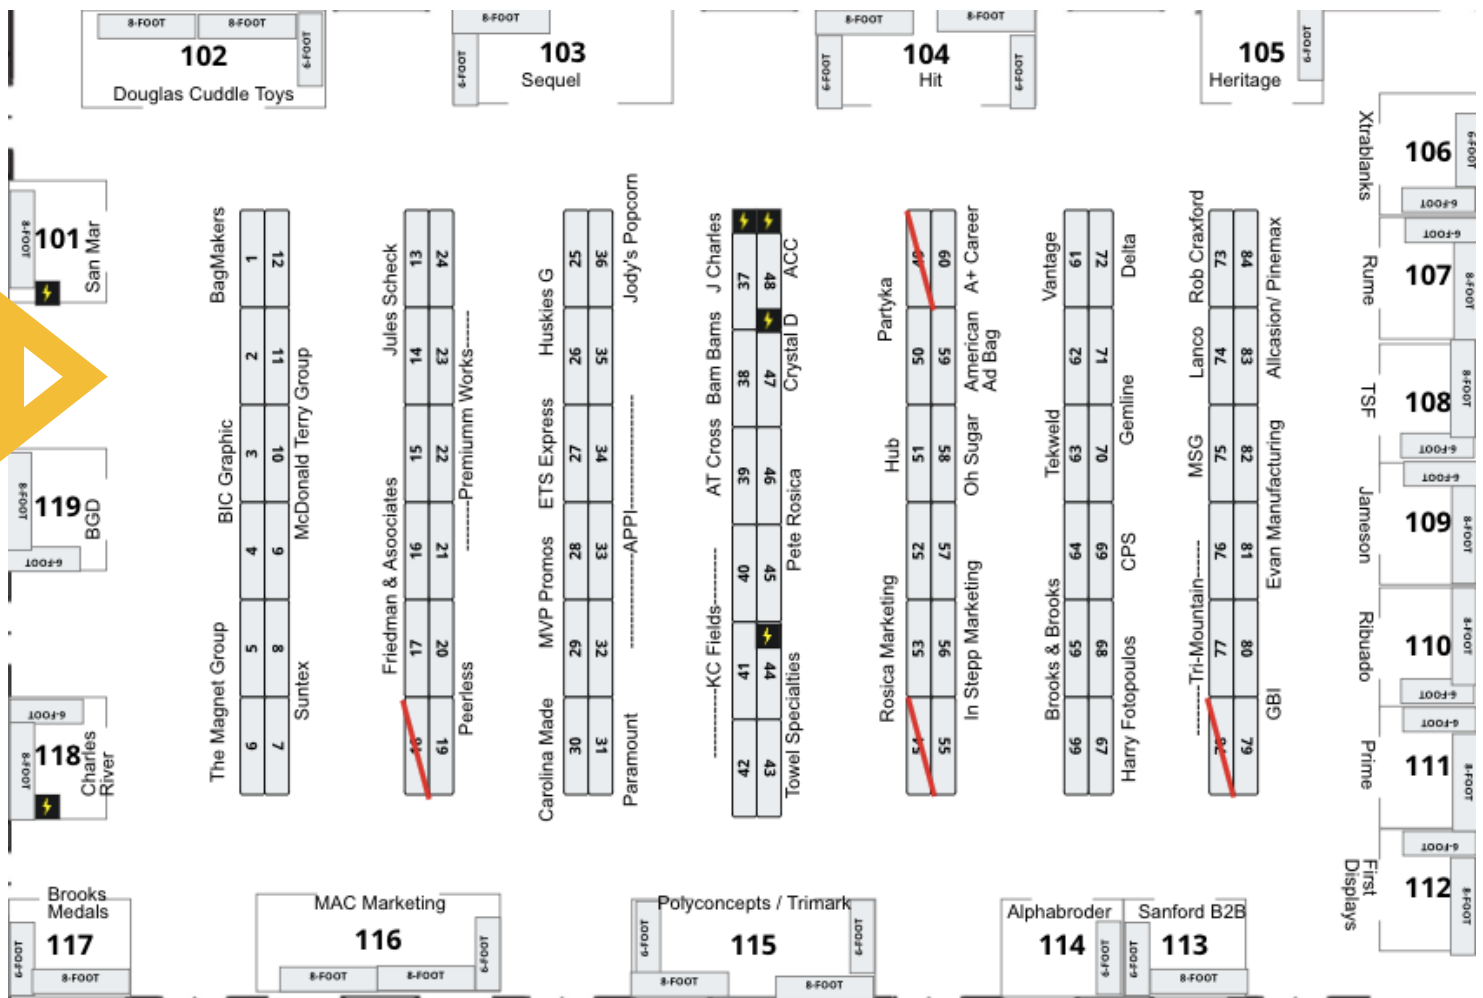 8-FOOT
8-FOOT
6-FOOT
102
Douglas Cuddle Toys
8-FOOT
6-FOOT
103
Sequel
8-FOOT
8-FOOT
6-FOOT
6-FOOT
104
Hit
6-FOOT
105
Heritage
8-FOOT
101
San Mar
8-FOOT
119
BGD
6-FOOT
6-FOOT
8-FOOT
118
Charles
River
BagMakers
BIC Graphic
The Magnet Group
1
2
3
4
5
6
12
11
10
9
8
7
McDonald Terry Group
Suntex
Jules Scheck
Friedman & Asoociates
13
14
15
16
17
24
23
22
21
20
19
--------Premiumm Works------
Peerless
Huskies G
ETS Express
MVP Promos
Carolina Made
25
26
27
28
29
30
36
35
34
33
32
31
Jody's Popcorn
----------------APPI----------------
Paramount
J Charles
Bam Bams
AT Cross
---------KC Fields--------
37
38
39
40
41
42
48
47
46
45
44
43
ACC
Crystal D
Pete Rosica
Towel Specialties
Partyka
Hub
Rosica Marketing
50
51
52
53
60
59
58
57
56
55
A+ Career
American
Ad Bag
Oh Sugar
In Stepp Marketing
Vantage
Tekweld
Brooks & Brooks
61
62
63
64
65
66
72
71
70
69
68
67
Delta
Gemline
CPS
Harry Fotopoulos
Rob Craxford
Lanco
MSG
-------Tri-Mountain-------
73
74
75
76
77
84
83
82
81
80
79
Allcasion/ Pinemax
Evan Manufacturing
GBI
Xtrablanks
106
6-FOOT
6-FOOT
Rume
107
6-FOOT
8-FOOT
TSF
108
8-FOOT
6-FOOT
Jameson
109
6-FOOT
8-FOOT
Ribuado
110
8-FOOT
6-FOOT
Prime
111
6-FOOT
8-FOOT
First
Displays
112
6-FOOT
8-FOOT
Brooks
Medals
117
6-FOOT
8-FOOT
MAC Marketing
116
8-FOOT
8-FOOT
6-FOOT
Polyconcepts / Trimark
115
6-FOOT
8-FOOT
8-FOOT
6-FOOT
Alphabroder
114
6-FOOT
Sanford B2B
113
6-FOOT
8-FOOT